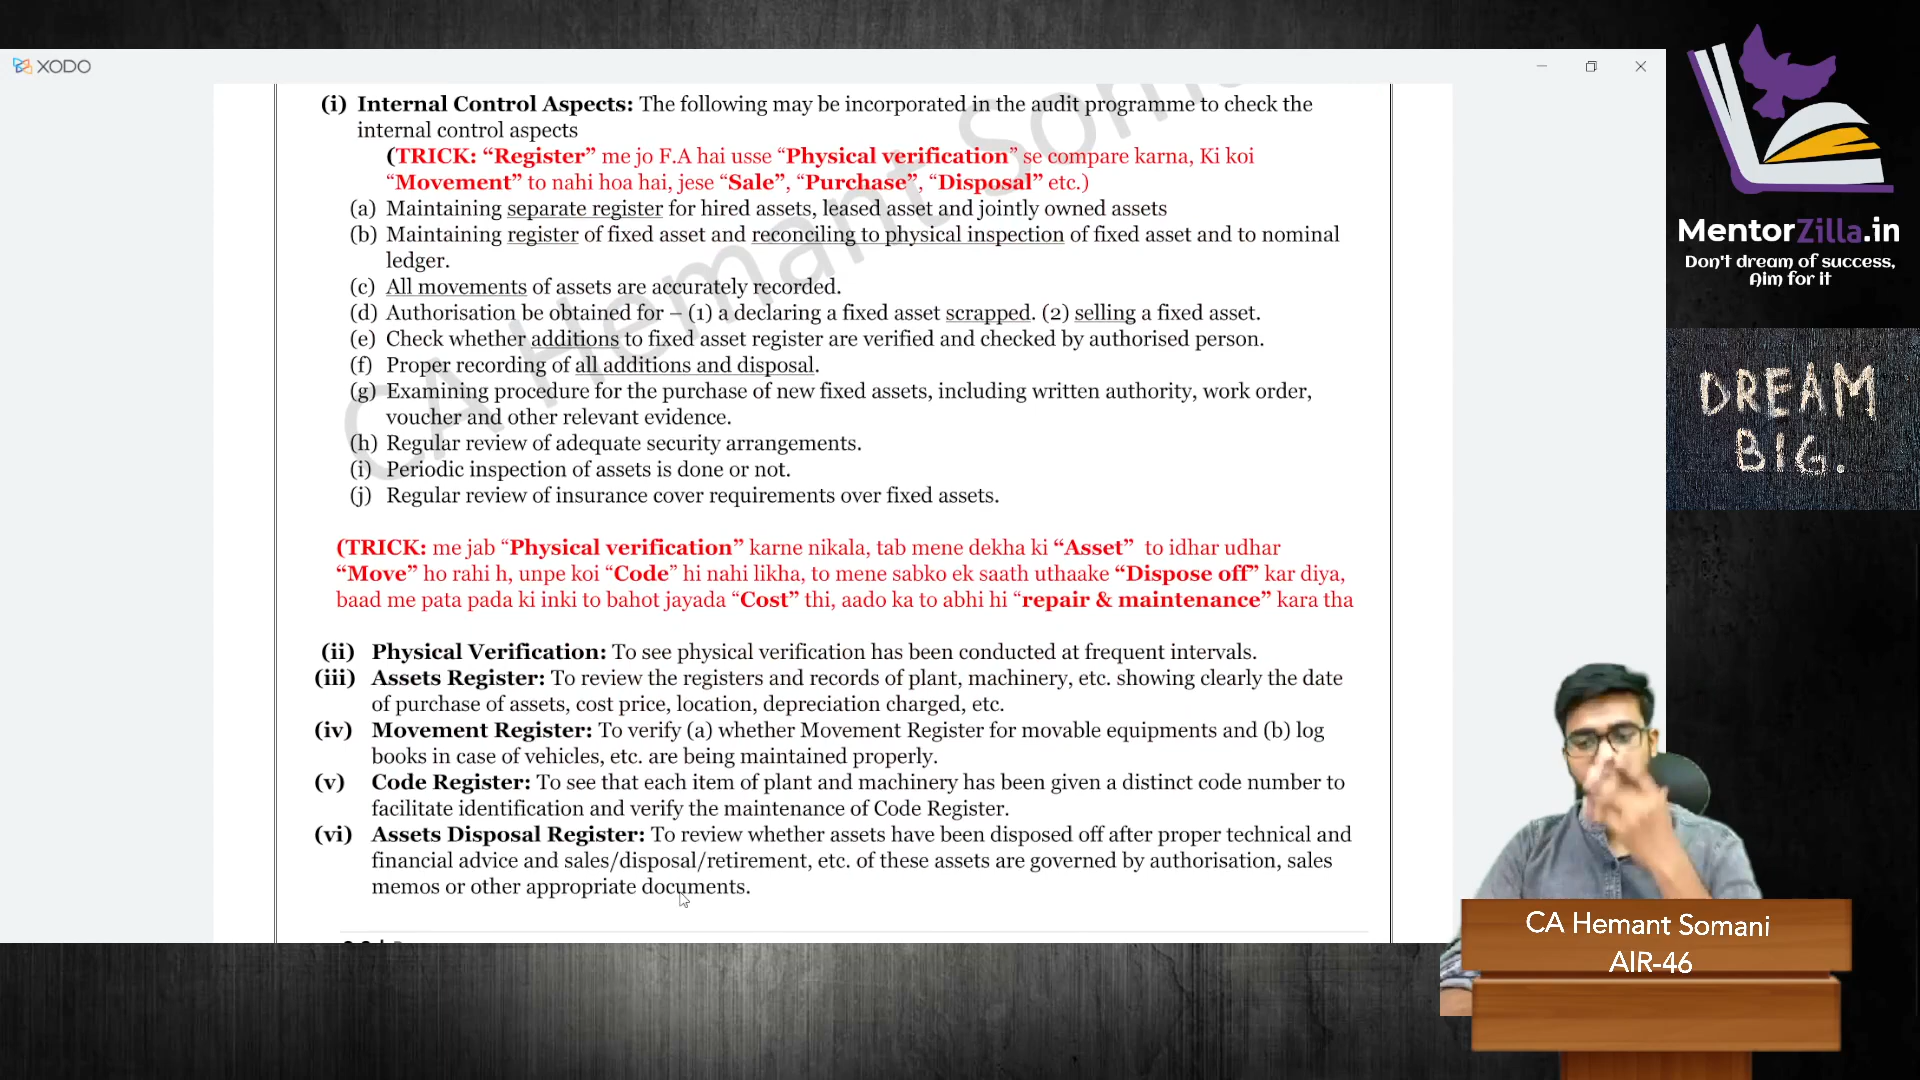 XODO
(i) Internal Control Aspects: The following may be incorporated in the audit programme to check the
internal control aspects
(TRICK: “Register” me jo F.A hai usse “Physical verification” se compare karna, Ki koi
“Movement” to nahi hoa hai, jese “Sale”, “Purchase”, “Disposal” etc.)
(a) Maintaining separate register for hired assets, leased asset and jointly owned assets
(b) Maintaining register of fixed asset and reconciling to physical inspection of fixed asset and to nominal
ledger.
(c) All movements of assets are accurately recorded.
(d) Authorisation be obtained for – (1) a declaring a fixed asset scrapped. (2) selling a fixed asset.
(e) Check whether additions to fixed asset register are verified and checked by authorised person.
(f) Proper recording of all additions and disposal.
(g) Examining procedure for the purchase of new fixed assets, including written authority, work order,
voucher and other relevant evidence.
(h) Regular review of adequate security arrangements.
(i) Periodic inspection of assets is done or not.
(j) Regular review of insurance cover requirements over fixed assets.
(TRICK: me jab “Physical verification” karne nikala, tab mene dekha ki “Asset” to idhar udhar
“Move” ho rahi h, unpe koi “Code” hi nahi likha, to mene sabko ek saath uthaake “Dispose off” kar diya,
baad me pata pada ki inki to bahot jayada “Cost” thi, aado ka to abhi hi “repair & maintenance” kara tha
(ii) Physical Verification: To see physical verification has been conducted at frequent intervals.
(iii) Assets Register: To review the registers and records of plant, machinery, etc. showing clearly the date
of purchase of assets, cost price, location, depreciation charged, etc.
(iv) Movement Register: To verify (a) whether Movement Register for movable equipments and (b) log
books in case of vehicles, etc. are being maintained properly.
(v) Code Register: To see that each item of plant and machinery has been given a distinct code number to
facilitate identification and verify the maintenance of Code Register.
(vi) Assets Disposal Register: To review whether assets have been disposed off after proper technical and
financial advice and sales/disposal/retirement, etc. of these assets are governed by authorisation, sales
memos or other appropriate documents.
CA Hemant Som
MentorZilla.in
Don't dream of success,
Aim for it
DREAM
BIG.
CA Hemant Somani
AIR-46